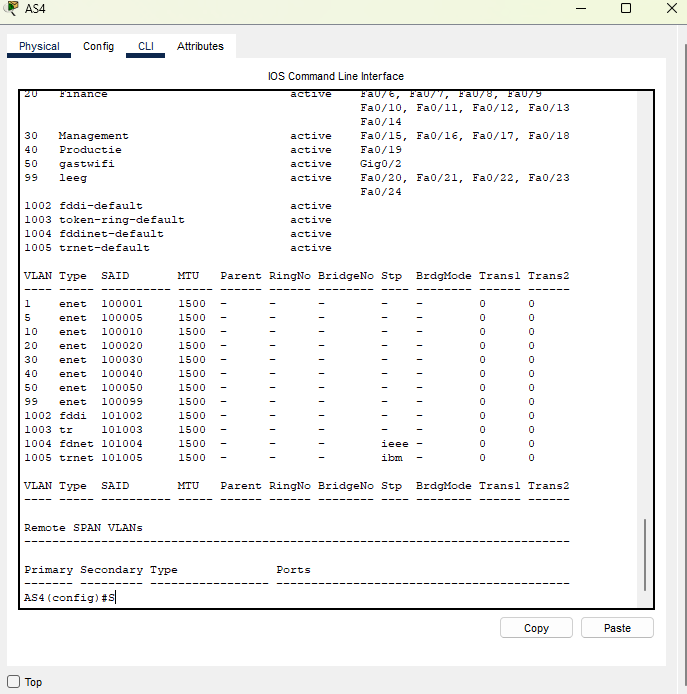 AS4
Physical Config CLI Attributes
IOS Command Line Interface
20 Finance active Fa0/6, Fa0/7, Fa0/8, Fa0/9
Fa0/10, Fa0/11, Fa0/12, Fa0/13
Fa0/14
30 Management active Fa0/15, Fa0/16, Fa0/17, Fa0/18
40 Productie active Fa0/19
50 gastwifi active Gig0/2
99 leeg active Fa0/20, Fa0/21, Fa0/22, Fa0/23
Fa0/24
1002 fddi-default active
1003 token-ring-default active
1004 fddinet-default active
1005 trnet-default active
VLAN Type SAID MTU Parent RingNo BridgeNo Stp BrdgMode Trans1 Trans2
---- ----- ---------- ----- ------ ------ -------- ---- -------- ------ ------
1 enet 100001 1500 - - - - - 0 0
5 enet 100005 1500 - - - - - 0 0
10 enet 100010 1500 - - - - - 0 0
20 enet 100020 1500 - - - - - 0 0
30 enet 100030 1500 - - - - - 0 0
40 enet 100040 1500 - - - - - 0 0
50 enet 100050 1500 - - - - - 0 0
99 enet 100099 1500 - - - - - 0 0
1002 fddi 101002 1500 - - - - - 0 0
1003 tr 101003 1500 - - - - - 0 0
1004 fdnet 101004 1500 - - - ieee - 0 0
1005 trnet 101005 1500 - - - ibm - 0 0
VLAN Type SAID MTU Parent RingNo BridgeNo Stp BrdgMode Trans1 Trans2
---- ----- ---------- ----- ------ ------ -------- ---- -------- ------ ------
Remote SPAN VLANs
------------------------------------------------------------------------------
Primary Secondary Type Ports
------- --------- ----------------- ------------------------------------------
AS4(config)#S
Copy Paste
Top